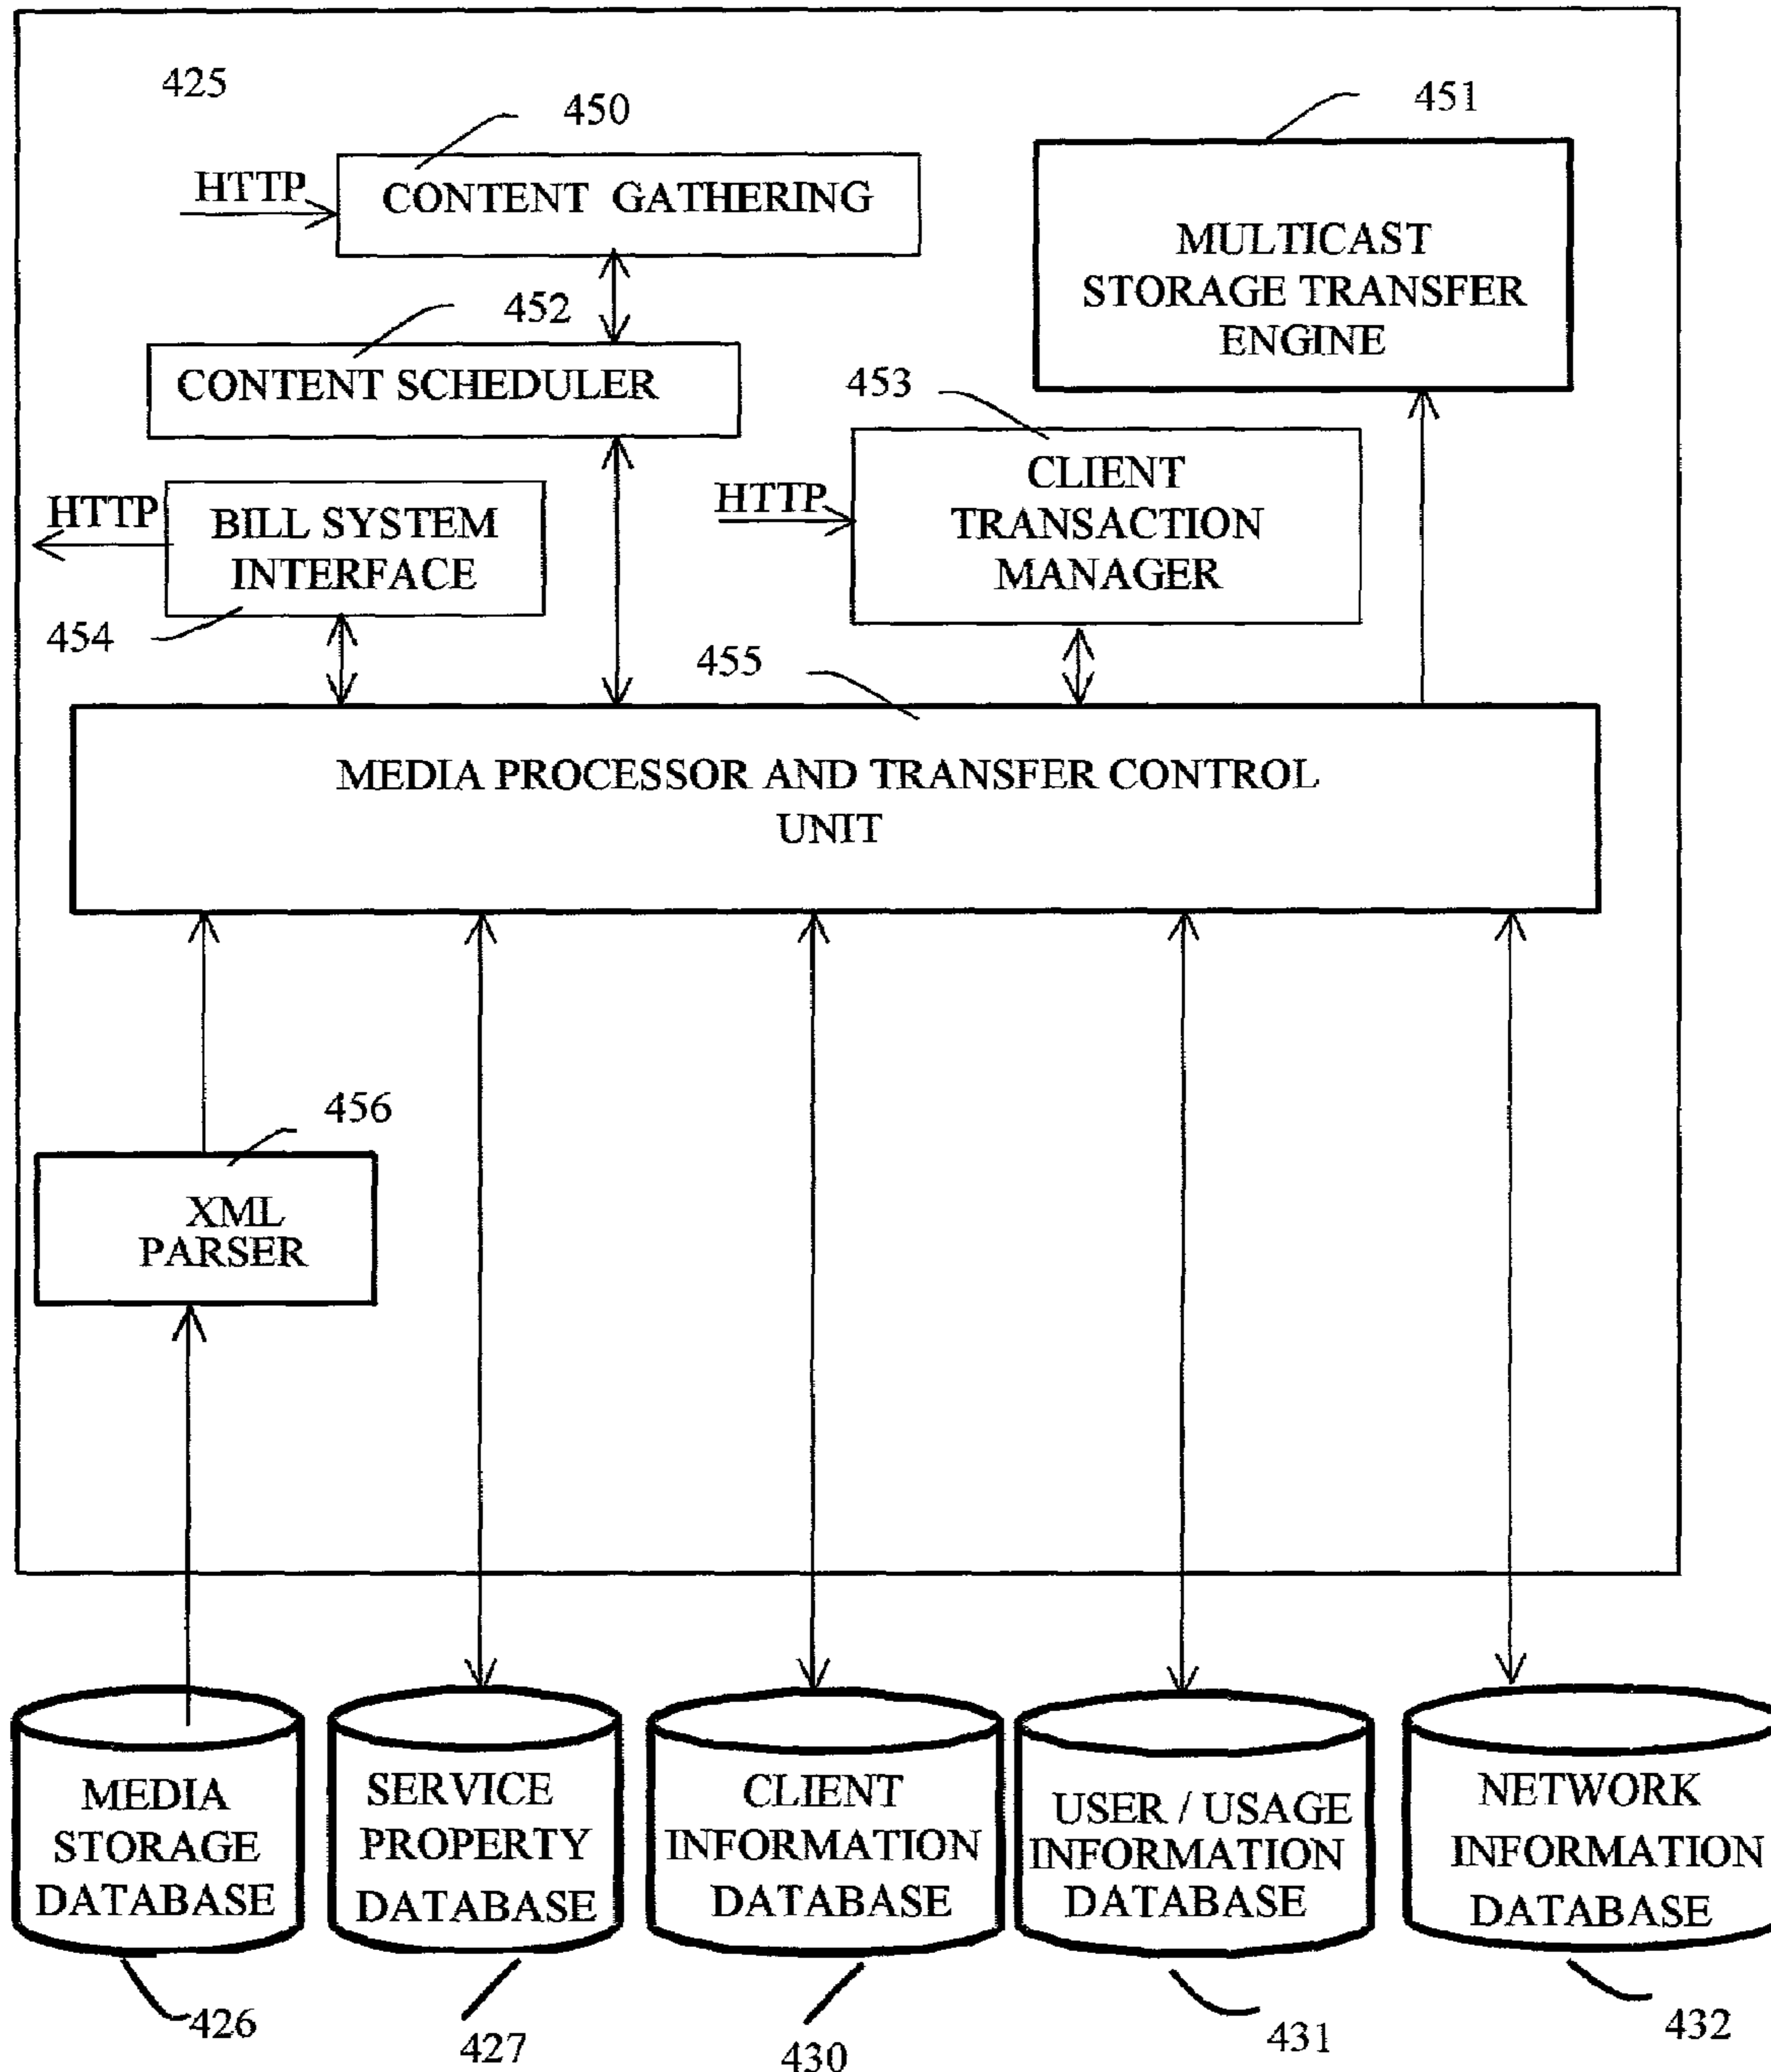 425
450
451
HTTP
CONTENT GATHERING
MULTICAST
STORAGE TRANSFER
ENGINE
452
CONTENT SCHEDULER
453
HTTP
BILL SYSTEM
INTERFACE
454
HTTP
CLIENT
TRANSACTION
MANAGER
455
MEDIA PROCESSOR AND TRANSFER CONTROL
UNIT
456
XML
PARSER
MEDIA
STORAGE
DATABASE
SERVICE
PROPERTY
DATABASE
CLIENT
INFORMATION
DATABASE
USER / USAGE
INFORMATION
DATABASE
NETWORK
INFORMATION
DATABASE
426
427
430
431
432